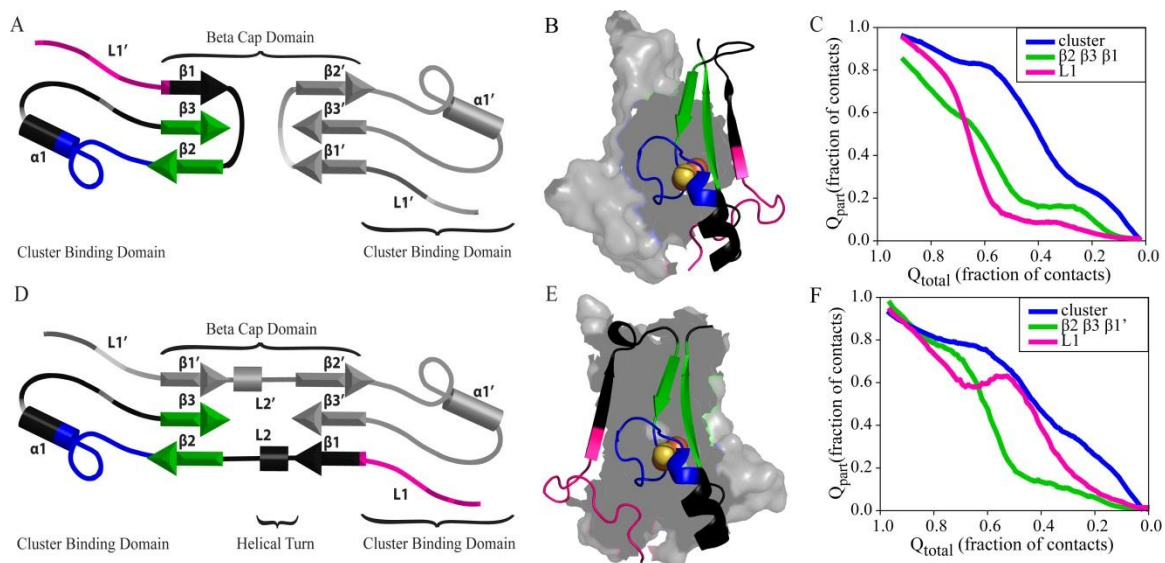 A
Beta Cap Domain
L1'
β1
β2'
α1'
β3
β3'
α1
β2
β1'
L1'
Cluster Binding Domain
Cluster Binding Domain
B
C
Q_part(fraction of contacts)
1.0
0.8
0.6
0.4
0.2
0.0
cluster
β2 β3 β1
L1
1.0 0.8 0.6 0.4 0.2 0.0
Q_total (fraction of contacts)
D
Beta Cap Domain
L1'
β1'
β2'
α1'
L2'
β3
β3'
α1
L2
β2
β1
L1
Cluster Binding Domain
Helical Turn
Cluster Binding Domain
E
F
Q_part(fraction of contacts)
1.0
0.8
0.6
0.4
0.2
0.0
cluster
β2 β3 β1’
L1
1.0 0.8 0.6 0.4 0.2 0.0
Q_total (fraction of contacts)